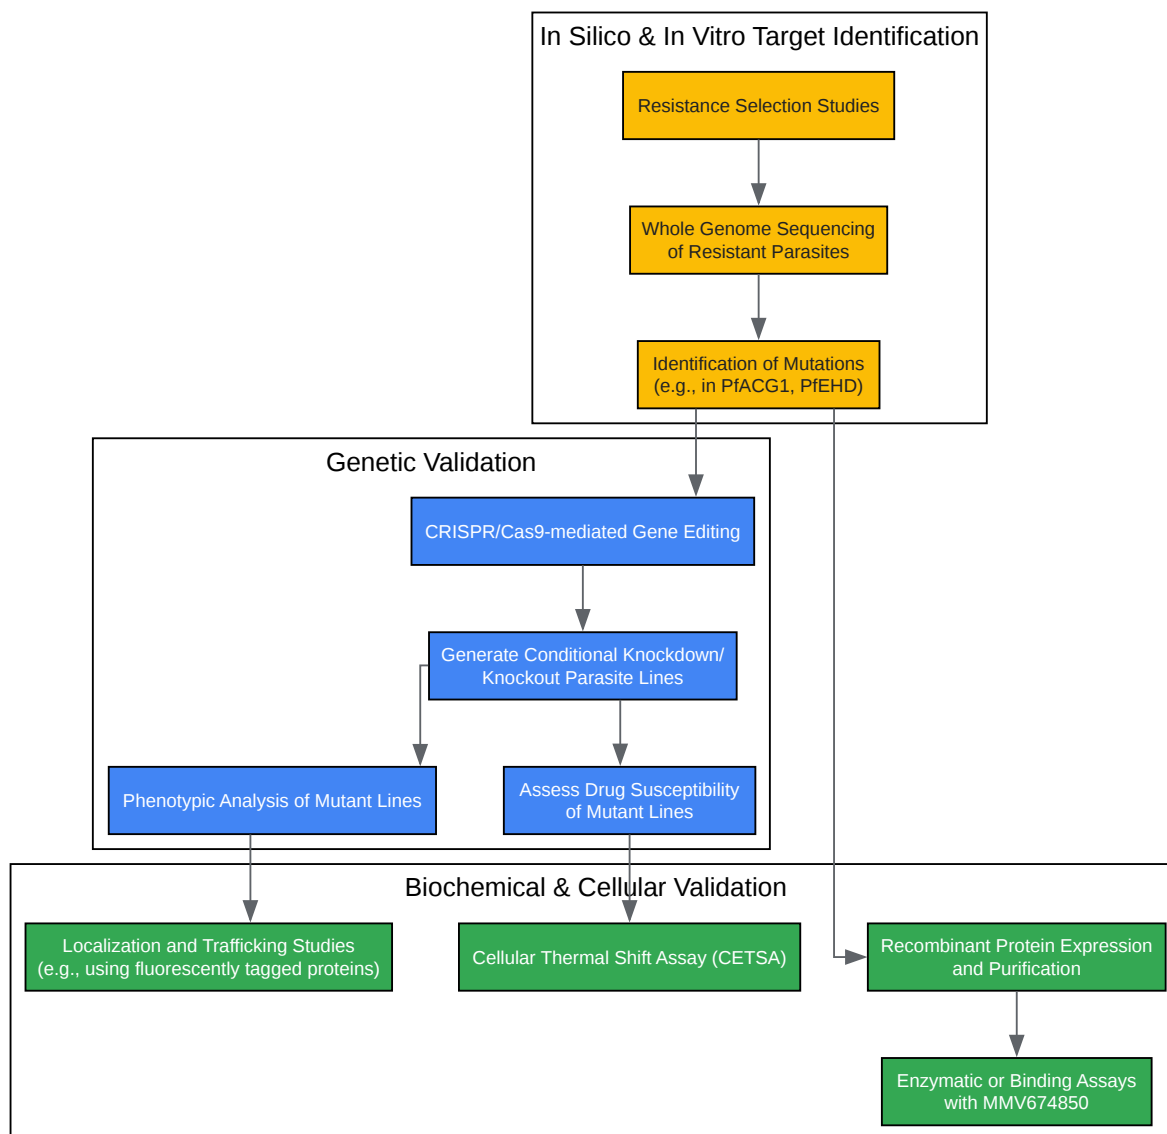 In Silico & In Vitro Target Identification
Resistance Selection Studies
Whole Genome Sequencing
of Resistant Parasites
Identification of Mutations
(e.g., in PfACG1, PfEHD)
Genetic Validation
CRISPR/Cas9-mediated Gene Editing
Generate Conditional Knockdown/
Knockout Parasite Lines
Phenotypic Analysis of Mutant Lines
Assess Drug Susceptibility
of Mutant Lines
Biochemical & Cellular Validation
Localization and Trafficking Studies
(e.g., using fluorescently tagged proteins)
Cellular Thermal Shift Assay (CETSA)
Recombinant Protein Expression
and Purification
Enzymatic or Binding Assays
with MMV674850